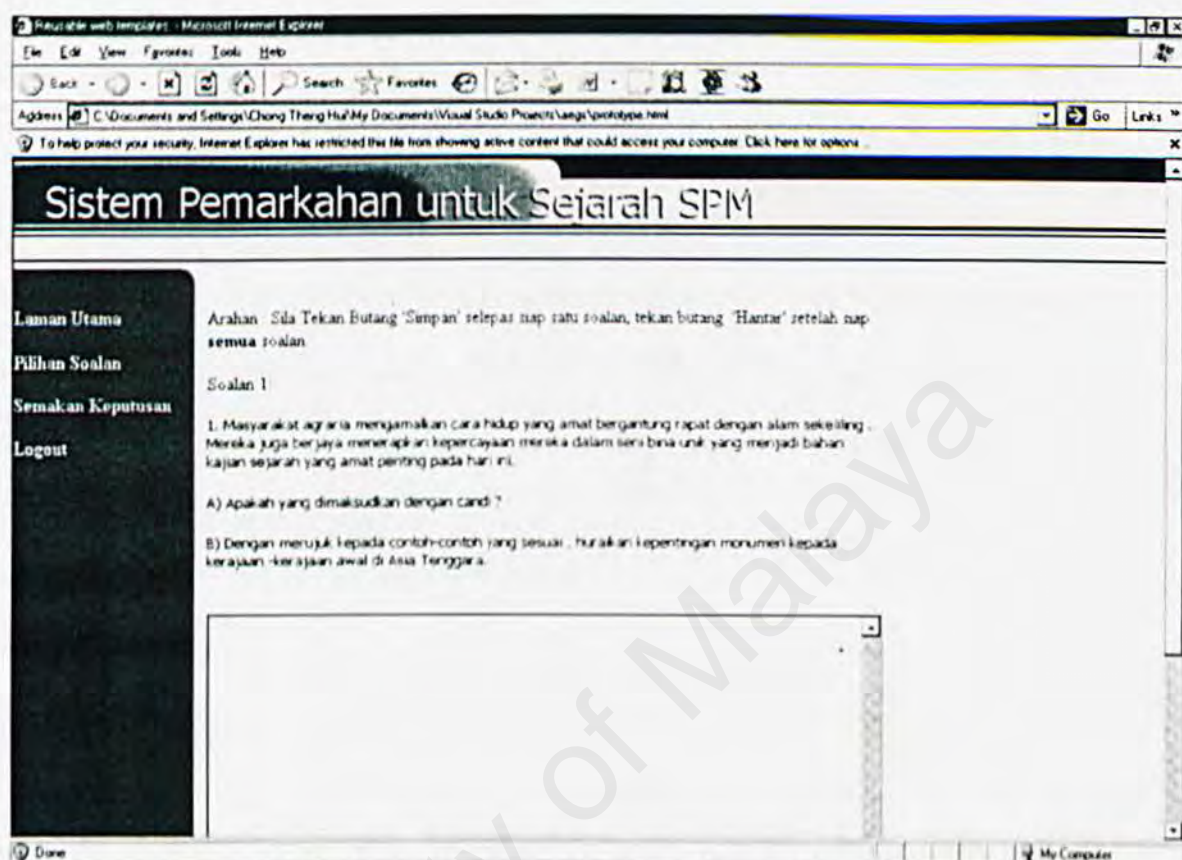 Reusable web templates - Microsoft Internet Explorer
File Edit View Favorites Tools Help
Back Search Favorites
Address C:\Documents and Settings\Chong Therng Hui\My Documents\Visual Studio Projects\aegs\prototype.html Go Links »
To help protect your security, Internet Explorer has restricted this file from showing active content that could access your computer. Click here for options...
Sistem Pemarkahan untuk Sejarah SPM
Laman Utama
Pilihan Soalan
Semakan Keputusan
Logout
Arahan : Sila Tekan Butang 'Simpan' selepas siap satu soalan, tekan butang 'Hantar' setelah siap
semua soalan
Soalan 1
1. Masyarakat agraria mengamalkan cara hidup yang amat bergantung rapat dengan alam sekeliling .
Mereka juga berjaya menerapkan kepercayaan mereka dalam seni bina unik yang menjadi bahan
kajian sejarah yang amat penting pada hari ini.
A) Apakah yang dimaksudkan dengan candi ?
B) Dengan merujuk kepada contoh-contoh yang sesuai , huraikan kepentingan monumen kepada
kerajaan -kerajaan awal di Asia Tenggara.
Done
My Computer
of Malaya